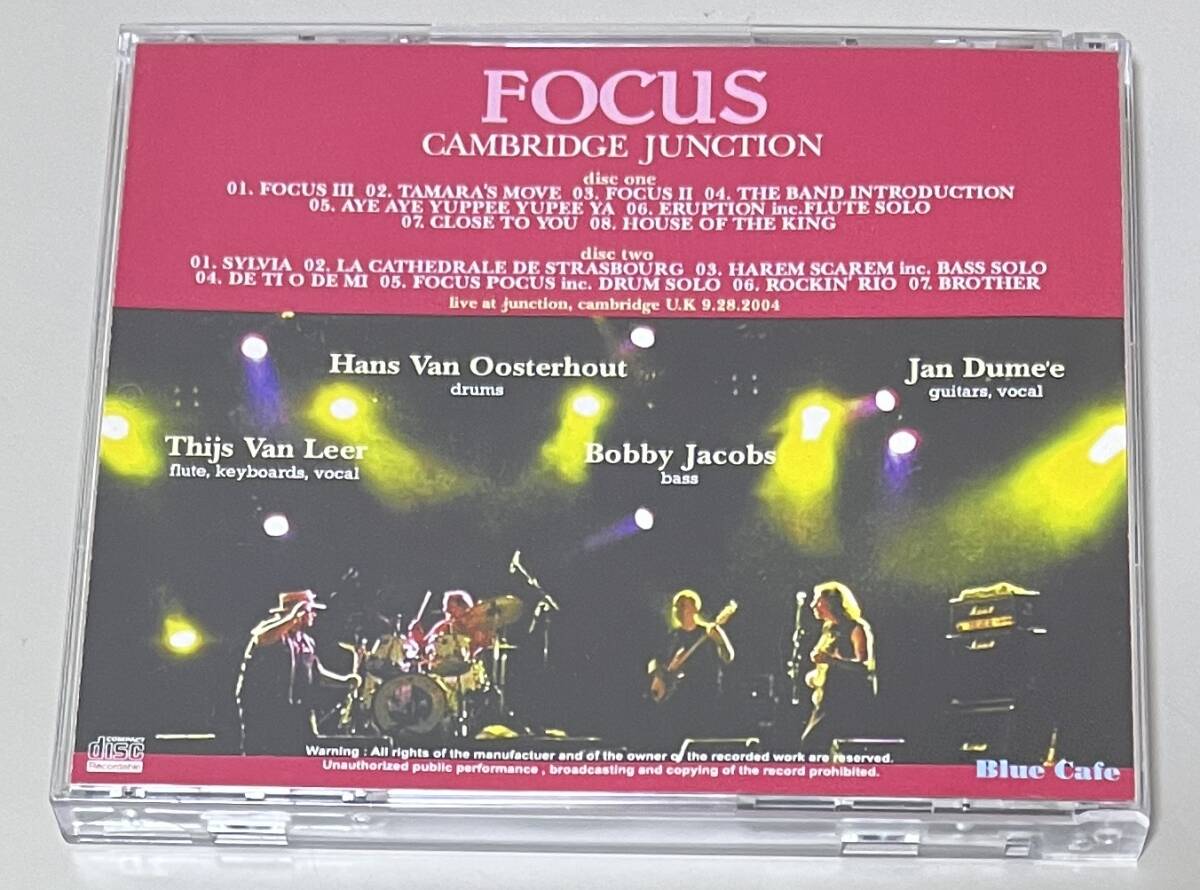 FOCUS
CAMBRIDGE JUNCTION
disc one
01. FOCUS III 02. TAMARA'S MOVE 03. FOCUS II 04. THE BAND INTRODUCTION
05. AYE AYE YUPPEE YUPEE YA 06. ERUPTION inc.FLUTE SOLO
07. CLOSE TO YOU 08. HOUSE OF THE KING
disc two
01. SYLVIA 02. LA CATHEDRALE DE STRASBOURG 03. HAREM SCAREM inc. BASS SOLO
04. DE TI O DE MI 05. FOCUS POCUS inc. DRUM SOLO 06. ROCKIN' RIO 07. BROTHER
live at junction, cambridge U.K 9.28.2004
Hans Van Oosterhout
drums
Jan Dume'e
guitars, vocal
Thijs Van Leer
flute, keyboards, vocal
Bobby Jacobs
bass
COMPACT
disc
Recordable
Warning : All rights of the manufactuer and of the owner of the recorded work are reserved.
Unauthorized public performance , broadcasting and copying of the record prohibited.
Blue Cafe